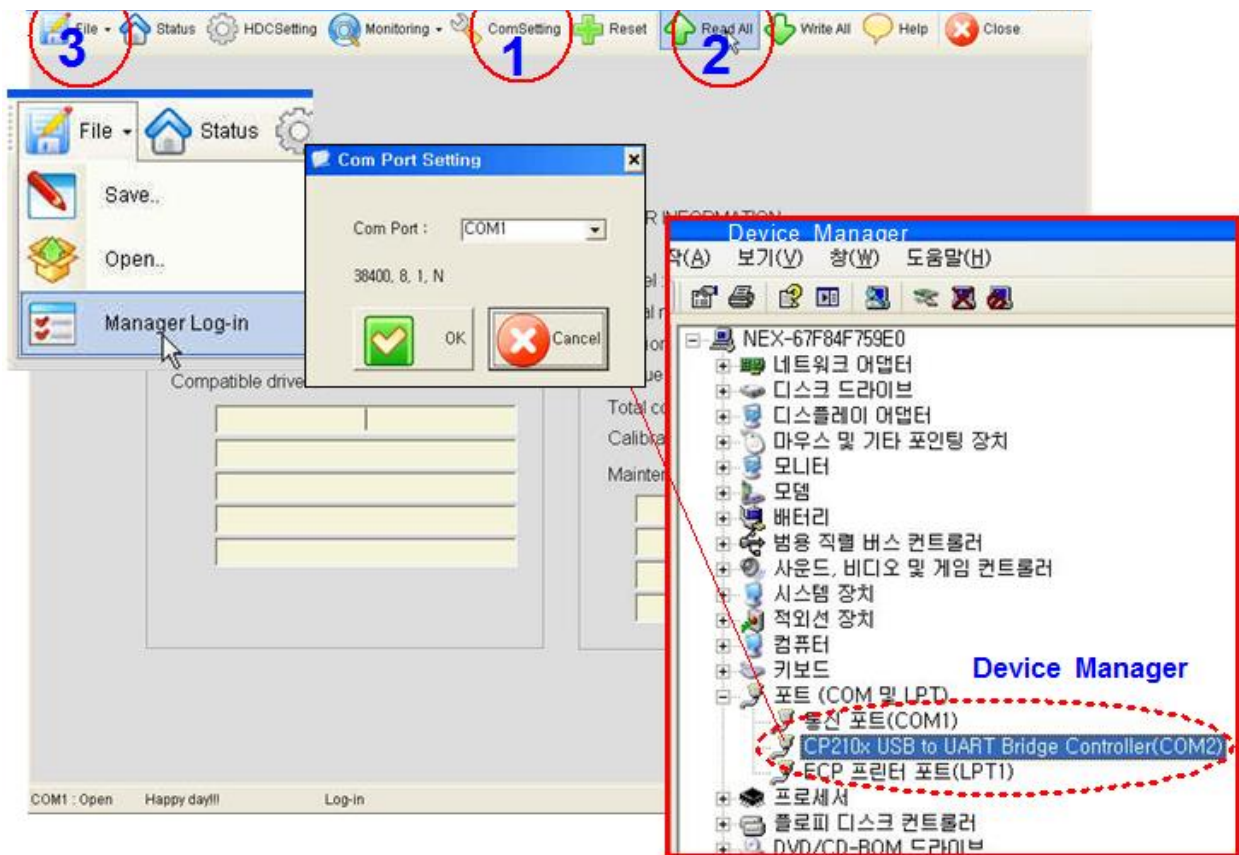 File Status HDCSetting Monitoring ComSetting Reset Read All Write All Help Close
3
1
2
File Status
Save..
Open..
Manager Log-in
Com Port Setting
Com Port : COM1
38400, 8, 1, N
OK Cancel
Compatible drive
Total co
Calibra
Mainter
Device Manager
(A) 보기(V) 창(W) 도움말(H)
NEX-67F84F759E0
네트워크 어댑터
디스크 드라이브
디스플레이 어댑터
마우스 및 기타 포인팅 장치
모니터
모뎀
배터리
범용 직렬 버스 컨트롤러
사운드, 비디오 및 게임 컨트롤러
시스템 장치
적외선 장치
컴퓨터
키보드
Device Manager
포트 (COM 및 LPT)
통신 포트(COM1)
CP210x USB to UART Bridge Controller(COM2)
ECP 프린터 포트(LPT1)
프로세서
플로피 디스크 컨트롤러
DVD/CD-ROM 드라이브
COM1 : Open Happy day!!! Log-in